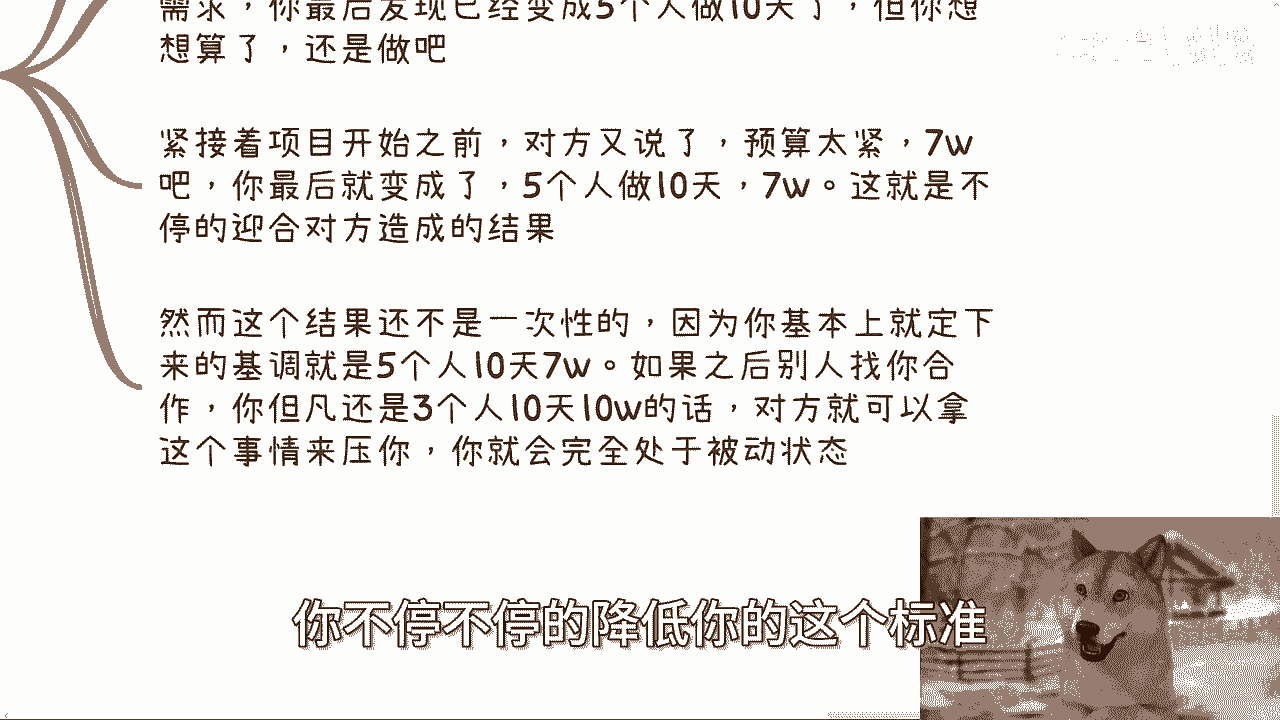 需求，你最后发现已经变成5个人做10天了，但你想
想算了，还是做吧
紧接着项目开始之前，对方又说了，预算太紧，7w
吧，你最后就变成了，5个人做10天，7w。这就是不
停的迎合对方造成的结果
然而这个结果还不是一次性的，因为你基本上就定下
来的基调就是5个人10天7w。如果之后别人找你合
作，你但凡还是3个人10天10w的话，对方就可以拿
这个事情来压你，你就会完全处于被动状态
你不停不停的降低你的这个标准